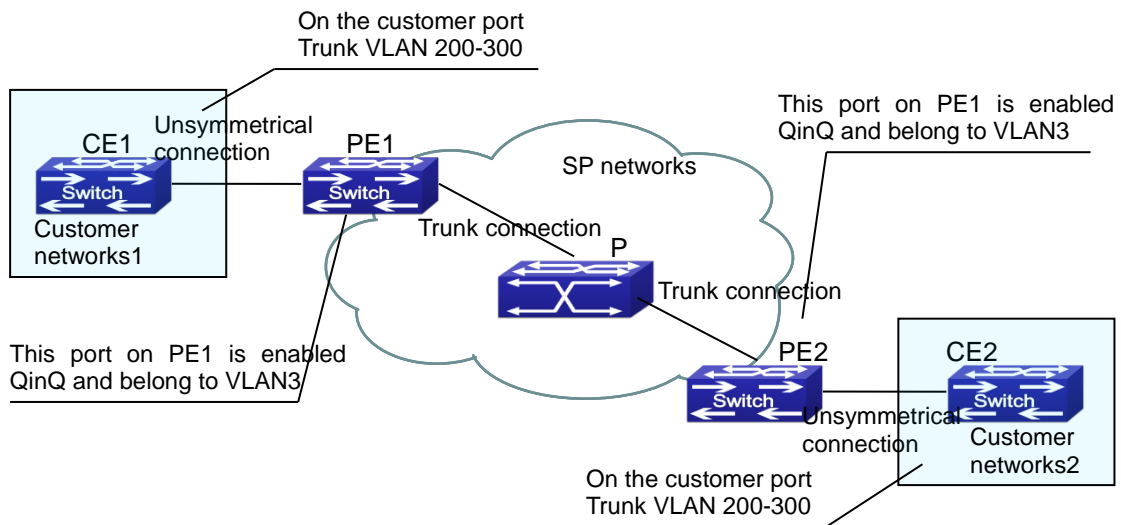 On the customer port
Trunk VLAN 200-300
This port on PE1 is enabled
QinQ and belong to VLAN3
Unsymmetrical
connection
CE1
PE1
SP networks
Switch
Switch
Customer
networks1
Trunk connection
P
Trunk connection
This port on PE1 is enabled
QinQ and belong to VLAN3
PE2
CE2
Switch
Switch
Unsymmetrical
connection
Customer
networks2
On the customer port
Trunk VLAN 200-300